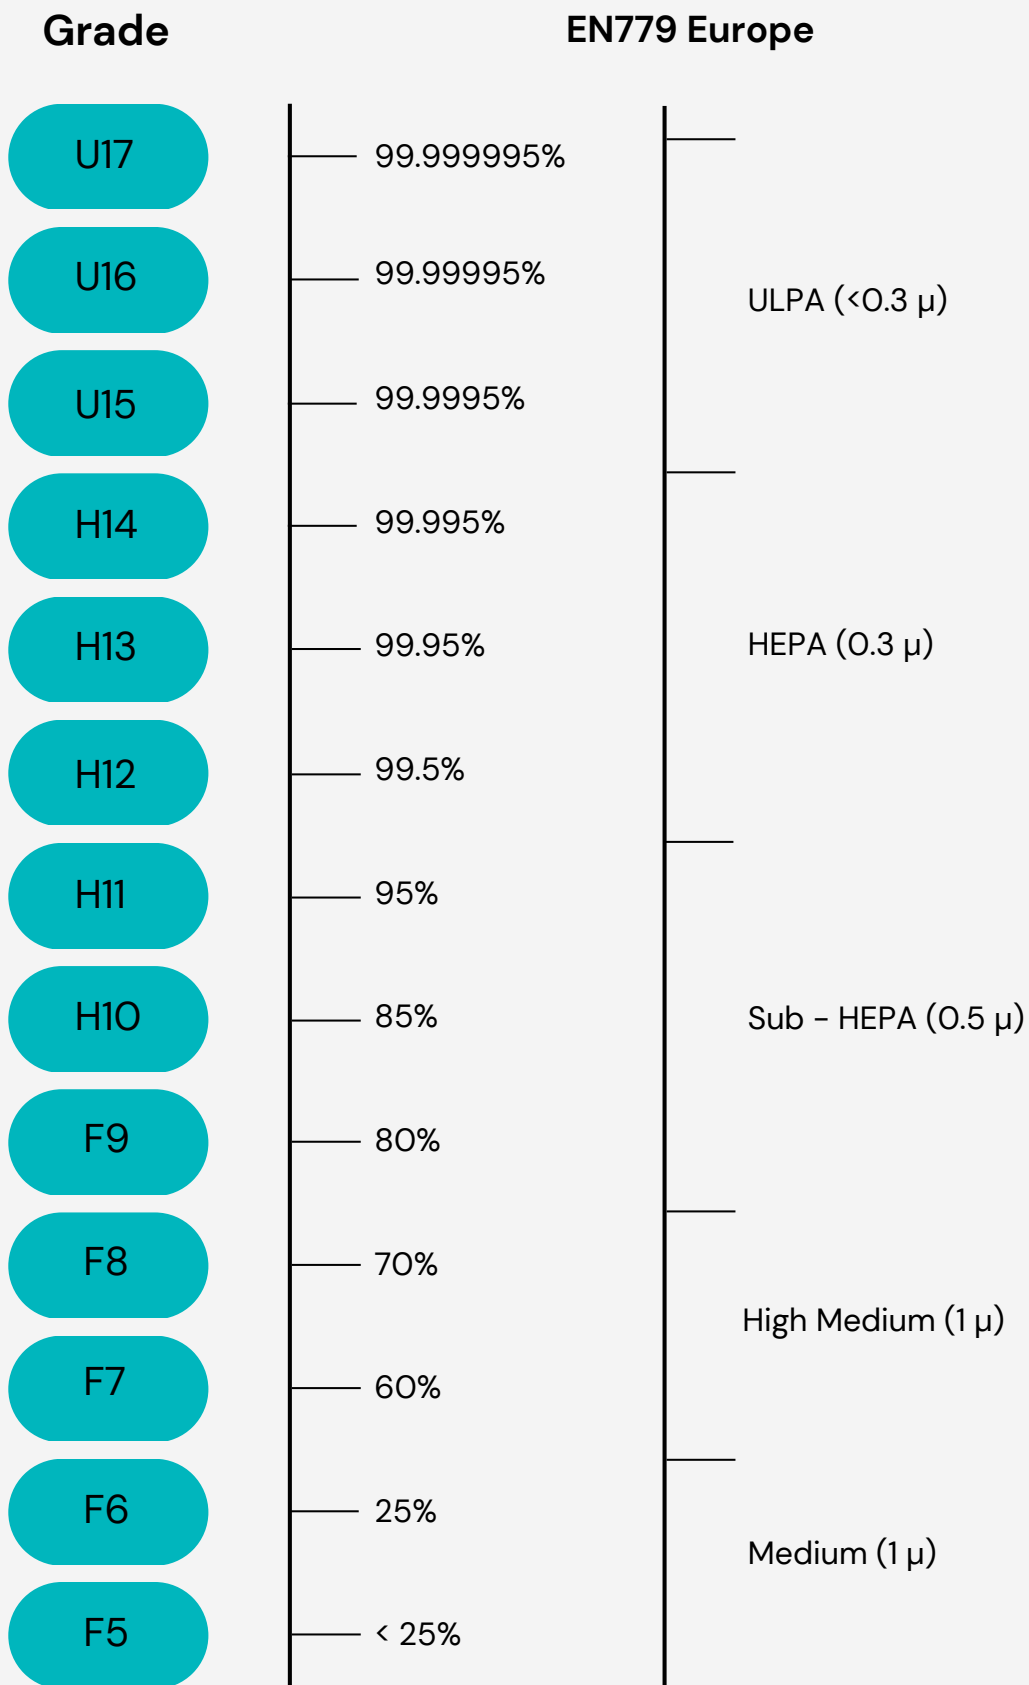 Grade
EN779 Europe
U17
99.999995%
U16
99.99995%
ULPA (<0.3 µ)
U15
99.9995%
H14
99.995%
H13
99.95%
HEPA (0.3 µ)
H12
99.5%
H11
95%
H10
85%
Sub - HEPA (0.5 µ)
F9
80%
F8
70%
High Medium (1 µ)
F7
60%
F6
25%
Medium (1 µ)
F5
< 25%